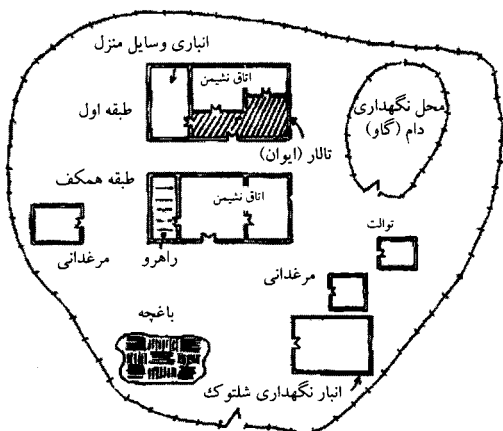 انباری وسایل منزل
اتاق نشیمن
طبقه اول
محل نگهداری
دام (گاو)
تالار (ایوان)
طبقه همکف
اتاق نشیمن
توالت
مرغدانی
راهرو
مرغدانی
باغچه
انبار نگهداری شلتوک